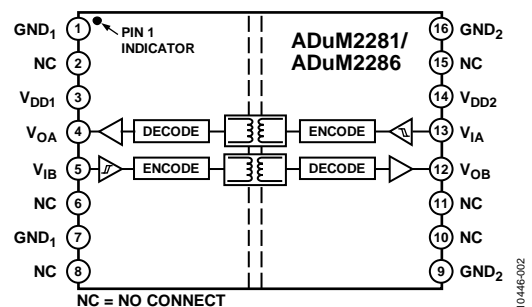 PIN 1
INDICATOR
ADuM2281/
ADuM2286
GND1 1
NC 2
VDD1 3
VOA 4
VIB 5
NC 6
GND1 7
NC 8
DECODE ENCODE
ENCODE DECODE
16 GND2
15 NC
14 VDD2
13 VIA
12 VOB
11 NC
10 NC
9 GND2
NC = NO CONNECT
10446-002